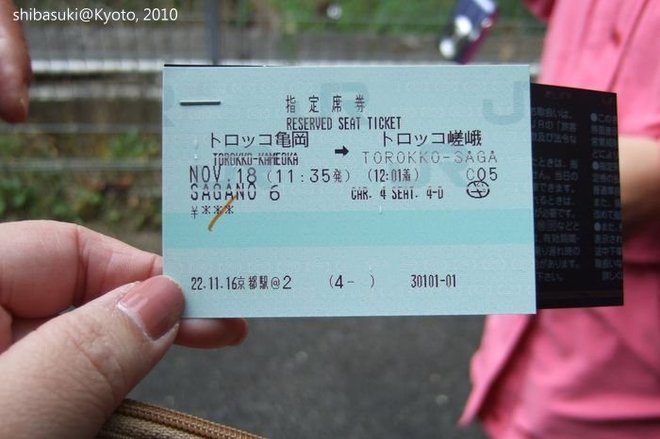 shibasuki@Kyoto, 2010
指定席券
RESERVED SEAT TICKET
トロッコ亀岡 → トロッコ嵯峨
TOROKKO-KAMEOKA TOROKKO-SAGA
NOV.18 (11:35発) (12:01着) C05
SAGANO 6 CAR. 4 SEAT. 4-D
¥***
22.11.16京都駅@2 (4- ) 30101-01